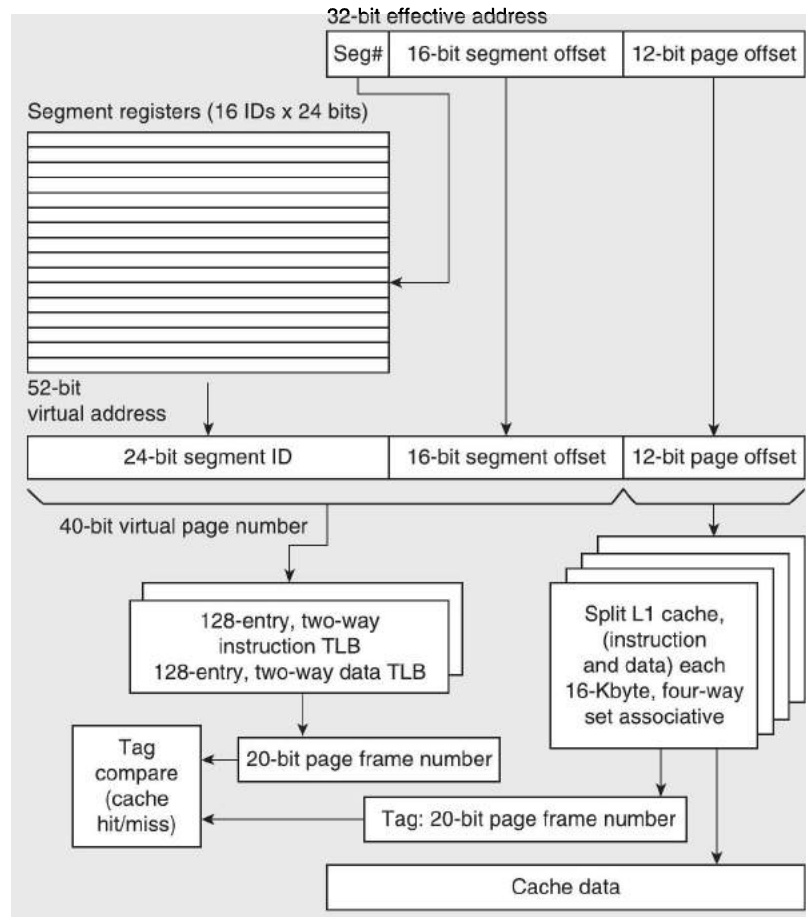 32-bit effective address
Seg#
16-bit segment offset
12-bit page offset
Segment registers (16 IDs x 24 bits)
52-bit
virtual address
24-bit segment ID
16-bit segment offset
12-bit page offset
40-bit virtual page number
128-entry, two-way
instruction TLB
128-entry, two-way data TLB
Split L1 cache,
(instruction
and data) each
16-Kbyte, four-way
set associative
Tag
compare
(cache
hit/miss)
20-bit page frame number
Tag: 20-bit page frame number
Cache data